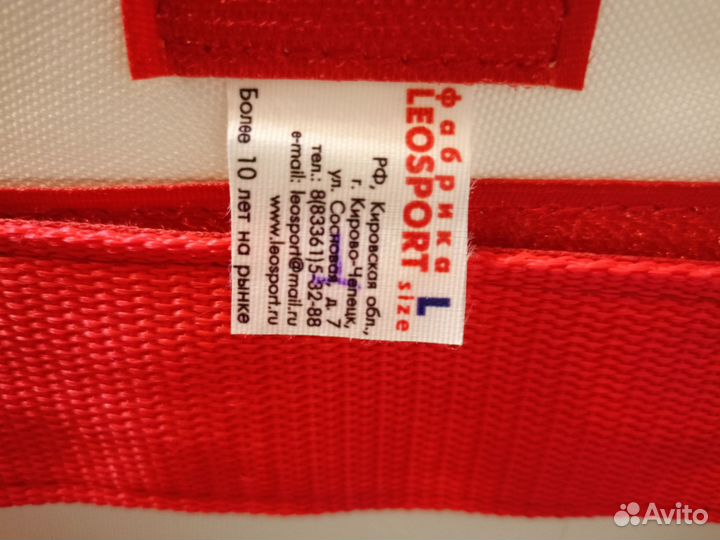 фабрика L
LEOSPORT size
РФ, Кировская обл.,
г. Кирово-Чепецк,
ул. Сосновая, д. 7
тел.: 8(83361)5-32-88
e-mail: leosport@mail.ru
www.leosport.ru
Более 10 лет на рынке
Avito